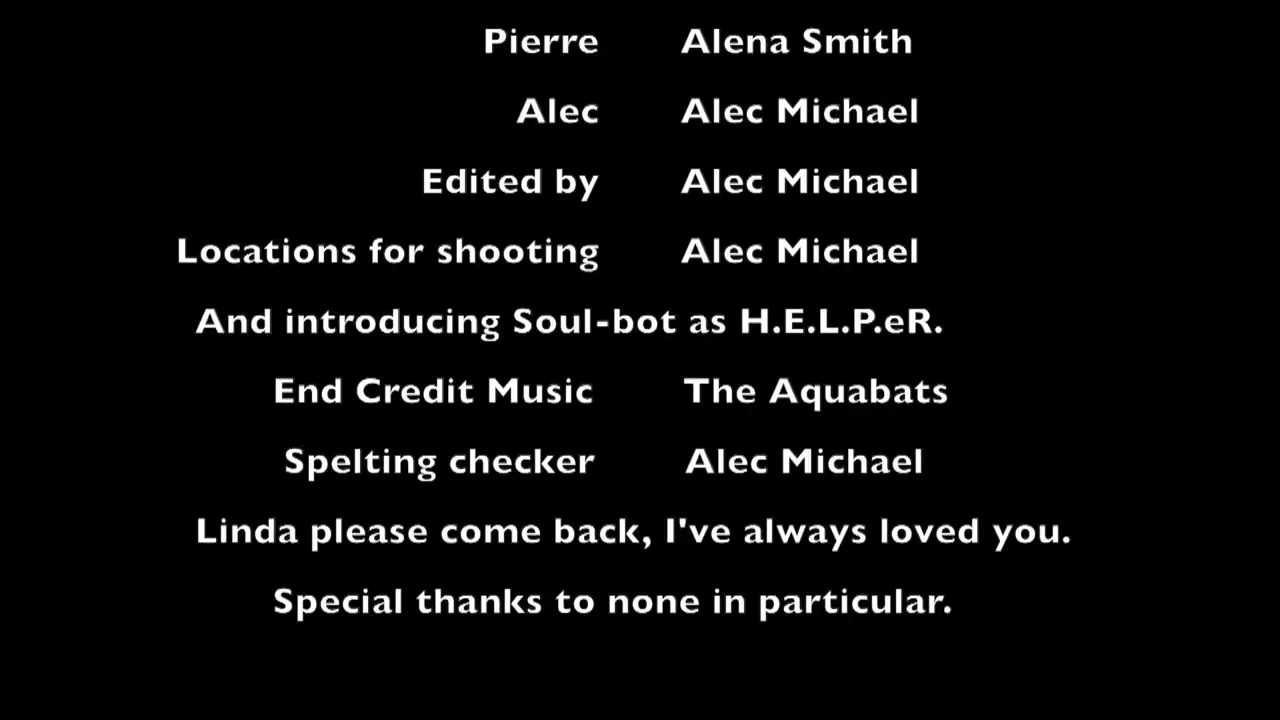 Pierre Alena Smith
Alec Alec Michael
Edited by Alec Michael
Locations for shooting Alec Michael
And introducing Soul-bot as H.E.L.P.eR.
End Credit Music The Aquabats
Spelting checker Alec Michael
Linda please come back, I've always loved you.
Special thanks to none in particular.